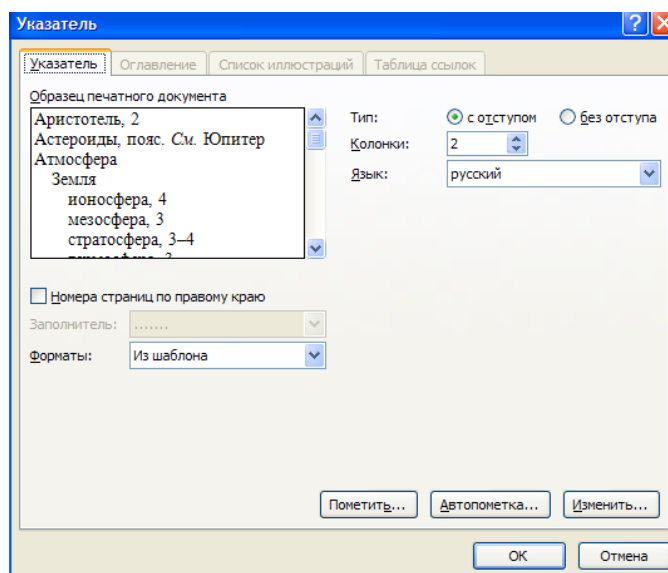 Указатель
Указатель Оглавление Список иллюстраций Таблица ссылок
Образец печатного документа
Аристотель, 2
Астероиды, пояс. См. Юпитер
Атмосфера
Земля
ионосфера, 4
мезосфера, 3
стратосфера, 3–4
Тип: с отступом без отступа
Колонки: 2
Язык: русский
Номера страниц по правому краю
Заполнитель: .......
Форматы: Из шаблона
Пометить... Автопометка... Изменить...
ОК Отмена